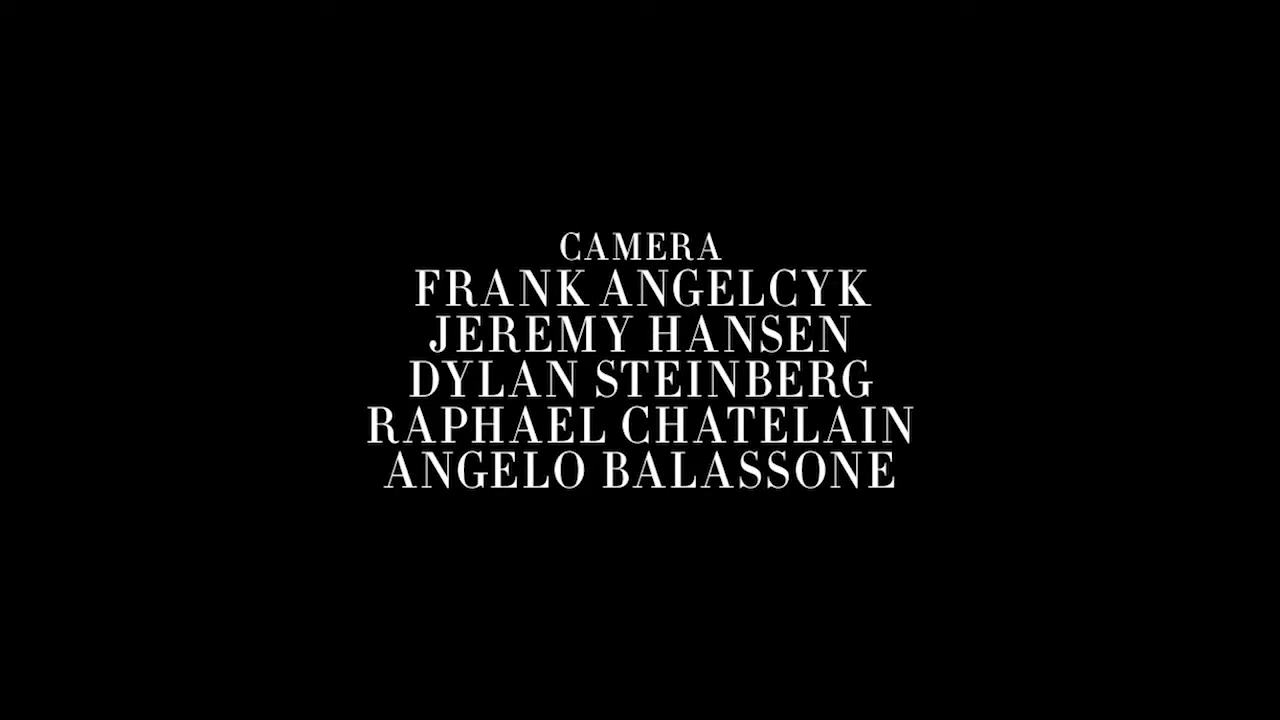 CAMERA
FRANK ANGELCYK
JEREMY HANSEN
DYLAN STEINBERG
RAPHAEL CHATELAIN
ANGELO BALASSONE